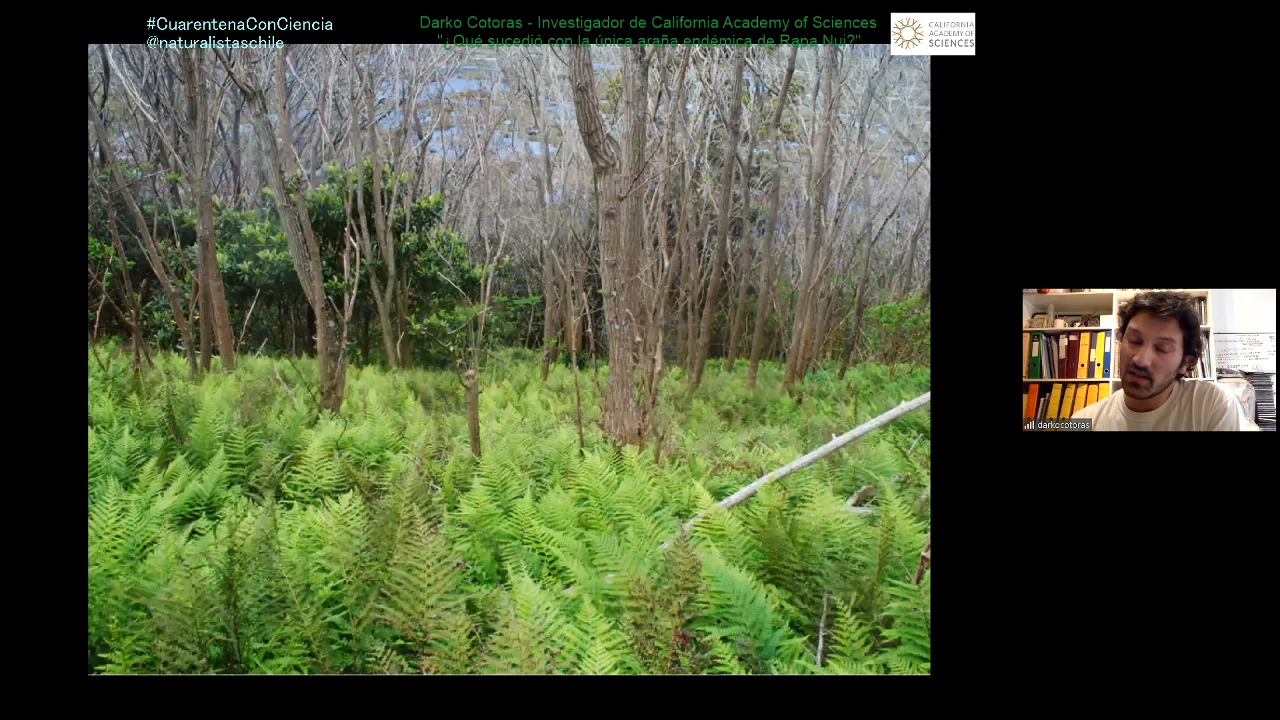 #CuarentenaConCiencia
@naturalistaschile
Darko Cotoras - Investigador de California Academy of Sciences
"¿Qué sucedió con la única araña endémica de Rapa Nui?"
CALIFORNIA
ACADEMY OF
SCIENCES
darkocotoras